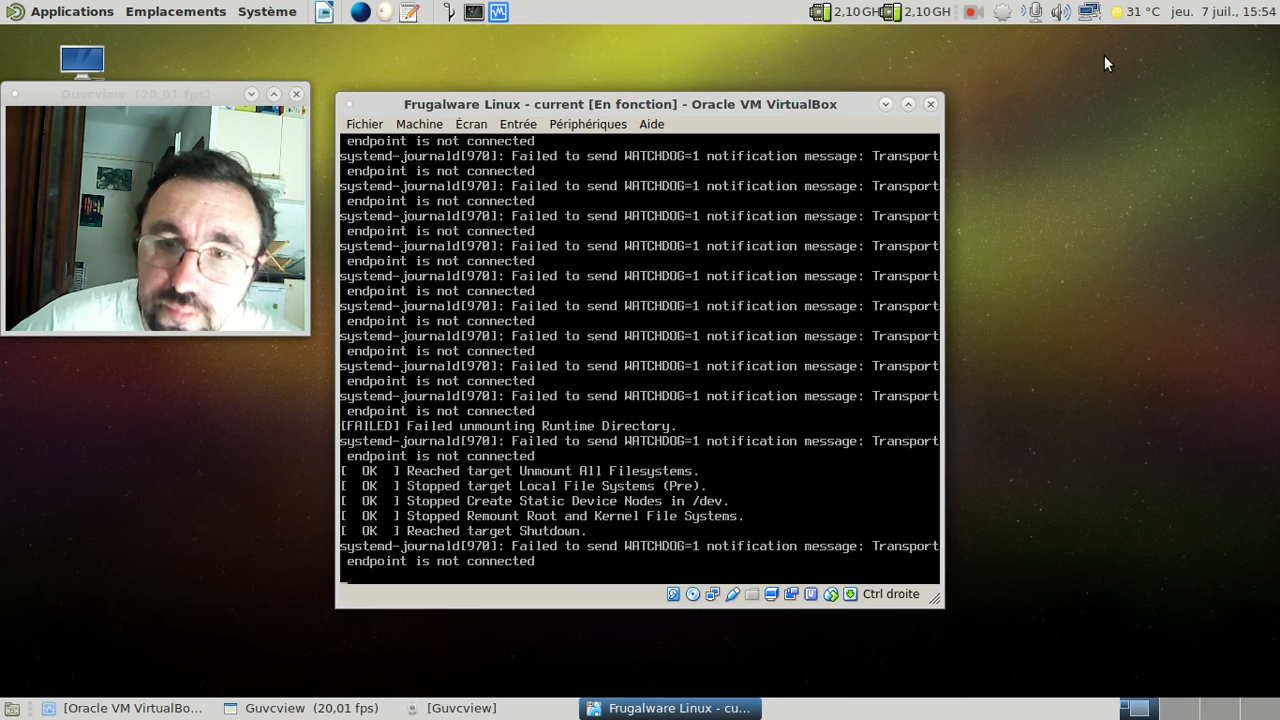 Applications Emplacements Système 2,10 GH 2,10 GH 31 °C jeu. 7 juil., 15:54
Guvcview (20,01 fps)
Frugalware Linux - current [En fonction] - Oracle VM VirtualBox
Fichier Machine Écran Entrée Périphériques Aide
endpoint is not connected
systemd-journald[970]: Failed to send WATCHDOG=1 notification message: Transport
endpoint is not connected
systemd-journald[970]: Failed to send WATCHDOG=1 notification message: Transport
endpoint is not connected
systemd-journald[970]: Failed to send WATCHDOG=1 notification message: Transport
endpoint is not connected
systemd-journald[970]: Failed to send WATCHDOG=1 notification message: Transport
endpoint is not connected
systemd-journald[970]: Failed to send WATCHDOG=1 notification message: Transport
endpoint is not connected
systemd-journald[970]: Failed to send WATCHDOG=1 notification message: Transport
endpoint is not connected
systemd-journald[970]: Failed to send WATCHDOG=1 notification message: Transport
endpoint is not connected
systemd-journald[970]: Failed to send WATCHDOG=1 notification message: Transport
endpoint is not connected
systemd-journald[970]: Failed to send WATCHDOG=1 notification message: Transport
endpoint is not connected
[FAILED] Failed unmounting Runtime Directory.
systemd-journald[970]: Failed to send WATCHDOG=1 notification message: Transport
endpoint is not connected
[  OK  ] Reached target Unmount All Filesystems.
[  OK  ] Stopped target Local File Systems (Pre).
[  OK  ] Stopped Create Static Device Nodes in /dev.
[  OK  ] Stopped Remount Root and Kernel File Systems.
[  OK  ] Reached target Shutdown.
systemd-journald[970]: Failed to send WATCHDOG=1 notification message: Transport
endpoint is not connected
Ctrl droite
[Oracle VM VirtualBo... Guvcview (20,01 fps) [Guvcview] Frugalware Linux - cu...